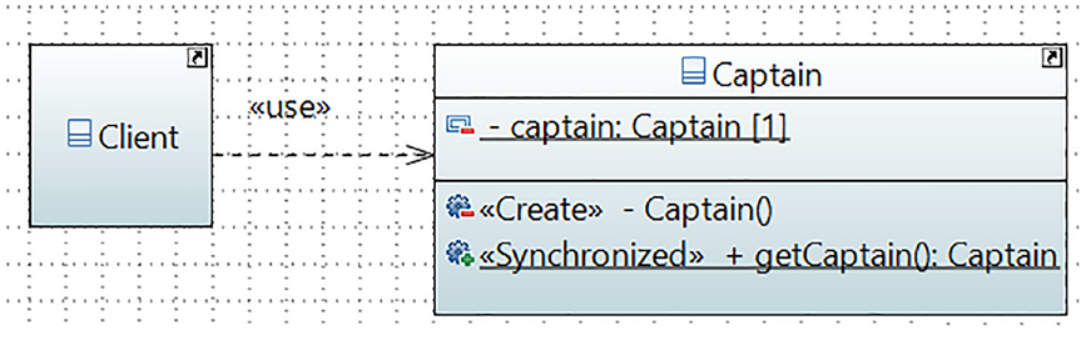 Client
«use»
Captain
- captain: Captain [1]
«Create» - Captain()
«Synchronized» + getCaptain(): Captain